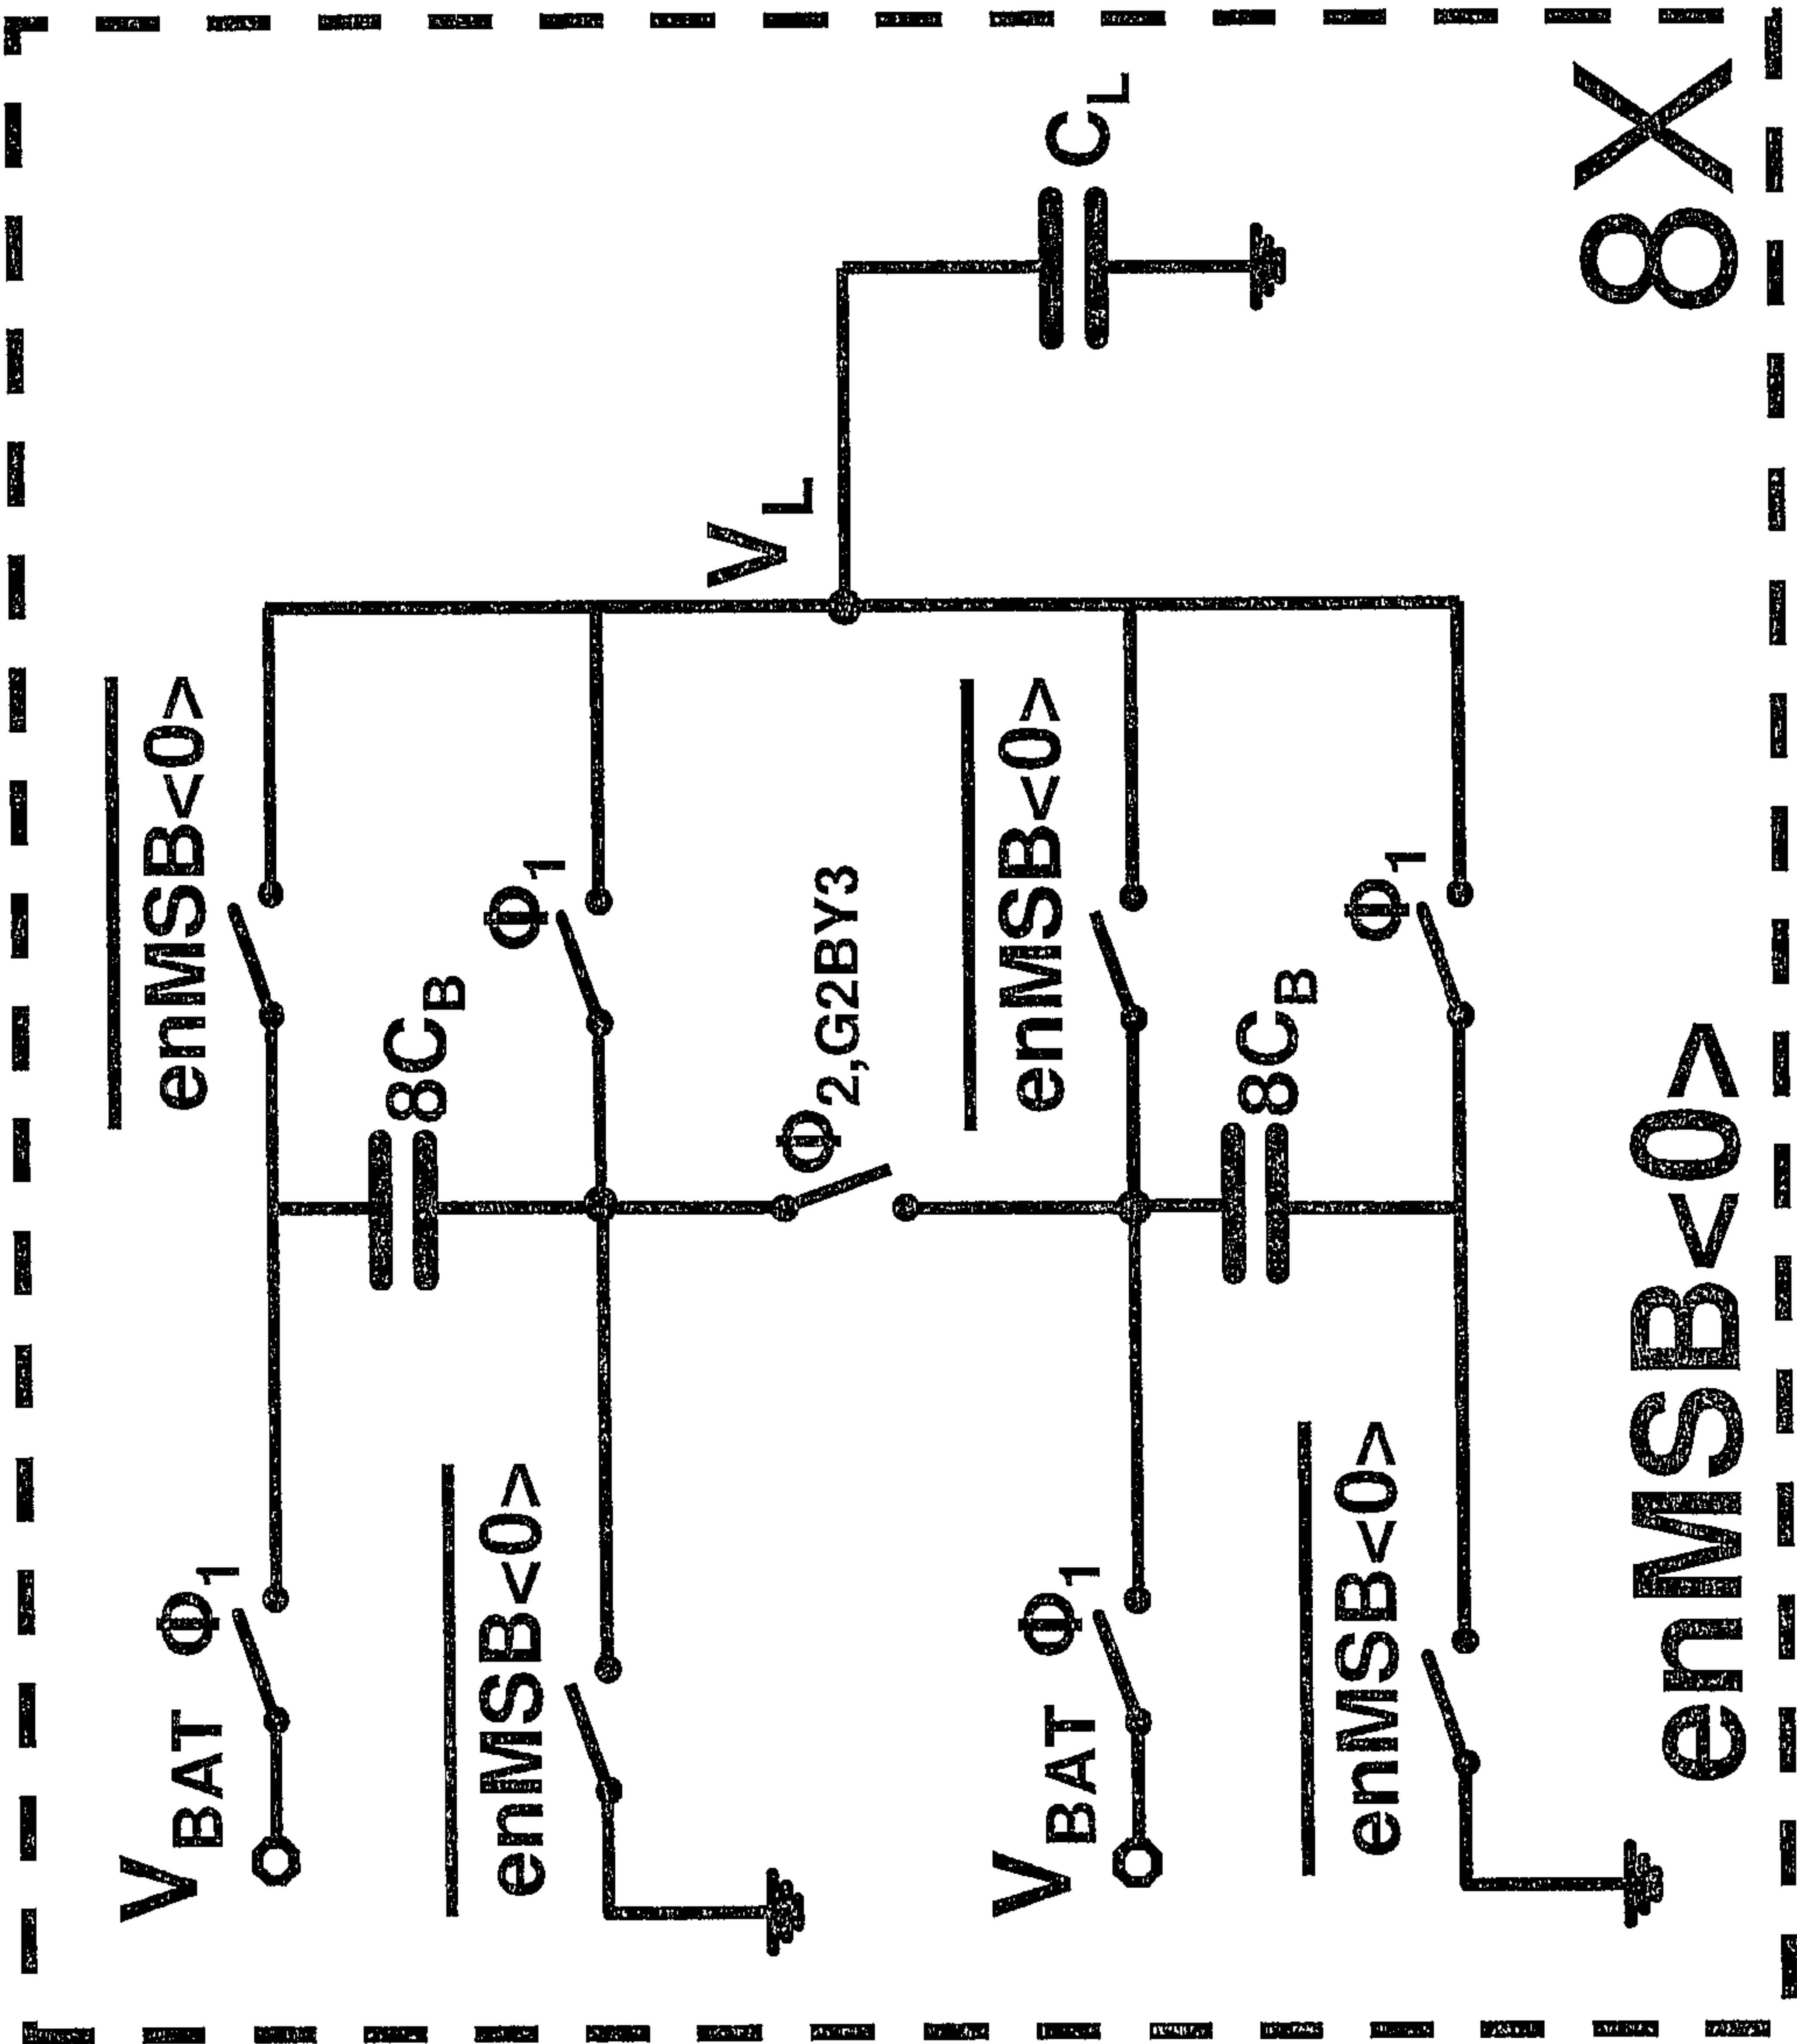 V_BAT Φ_1
enMSB<0>
8C_B
enMSB<0>
Φ_1
V_L
Φ_2,G2BY3
V_BAT Φ_1
enMSB<0>
C_L
8C_B
enMSB<0>
Φ_1
enMSB<0>
8X